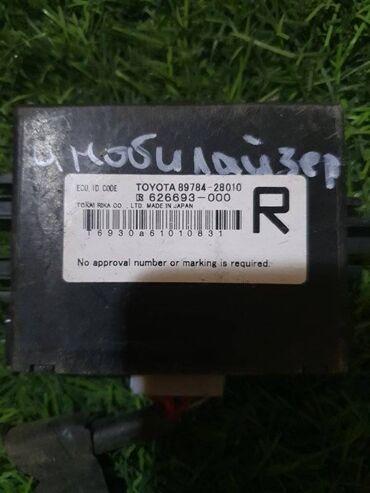 иммобилайзер
ECU ID CODE TOYOTA 89784-28010
626693-000
TOKAI RIKA CO., LTD. MADE IN JAPAN
R
16930a61010831
No approval number or marking is required.